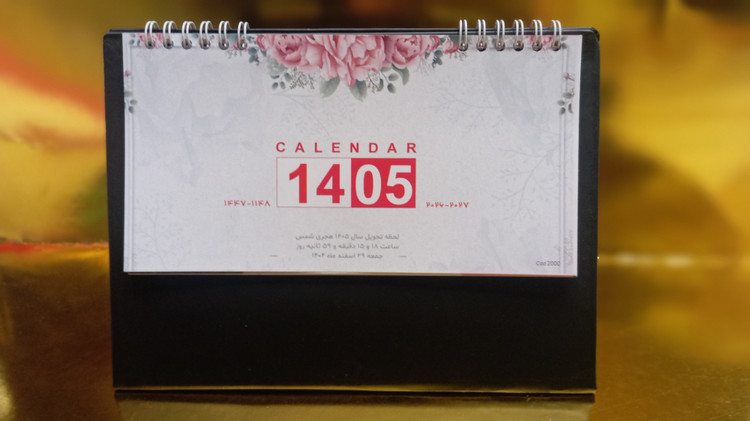 CALENDAR
1405
۱۴۴۷-۱۱۴۸
۲۰۲۶-۲۰۲۷
لحظه تحویل سال ۱۴۰۵ هجری شمسی
ساعت ۱۸ و ۱۵ دقیقه و ۵۹ ثانیه روز
جمعه ۲۹ اسفند ماه ۱۴۰۴
Cod:2000